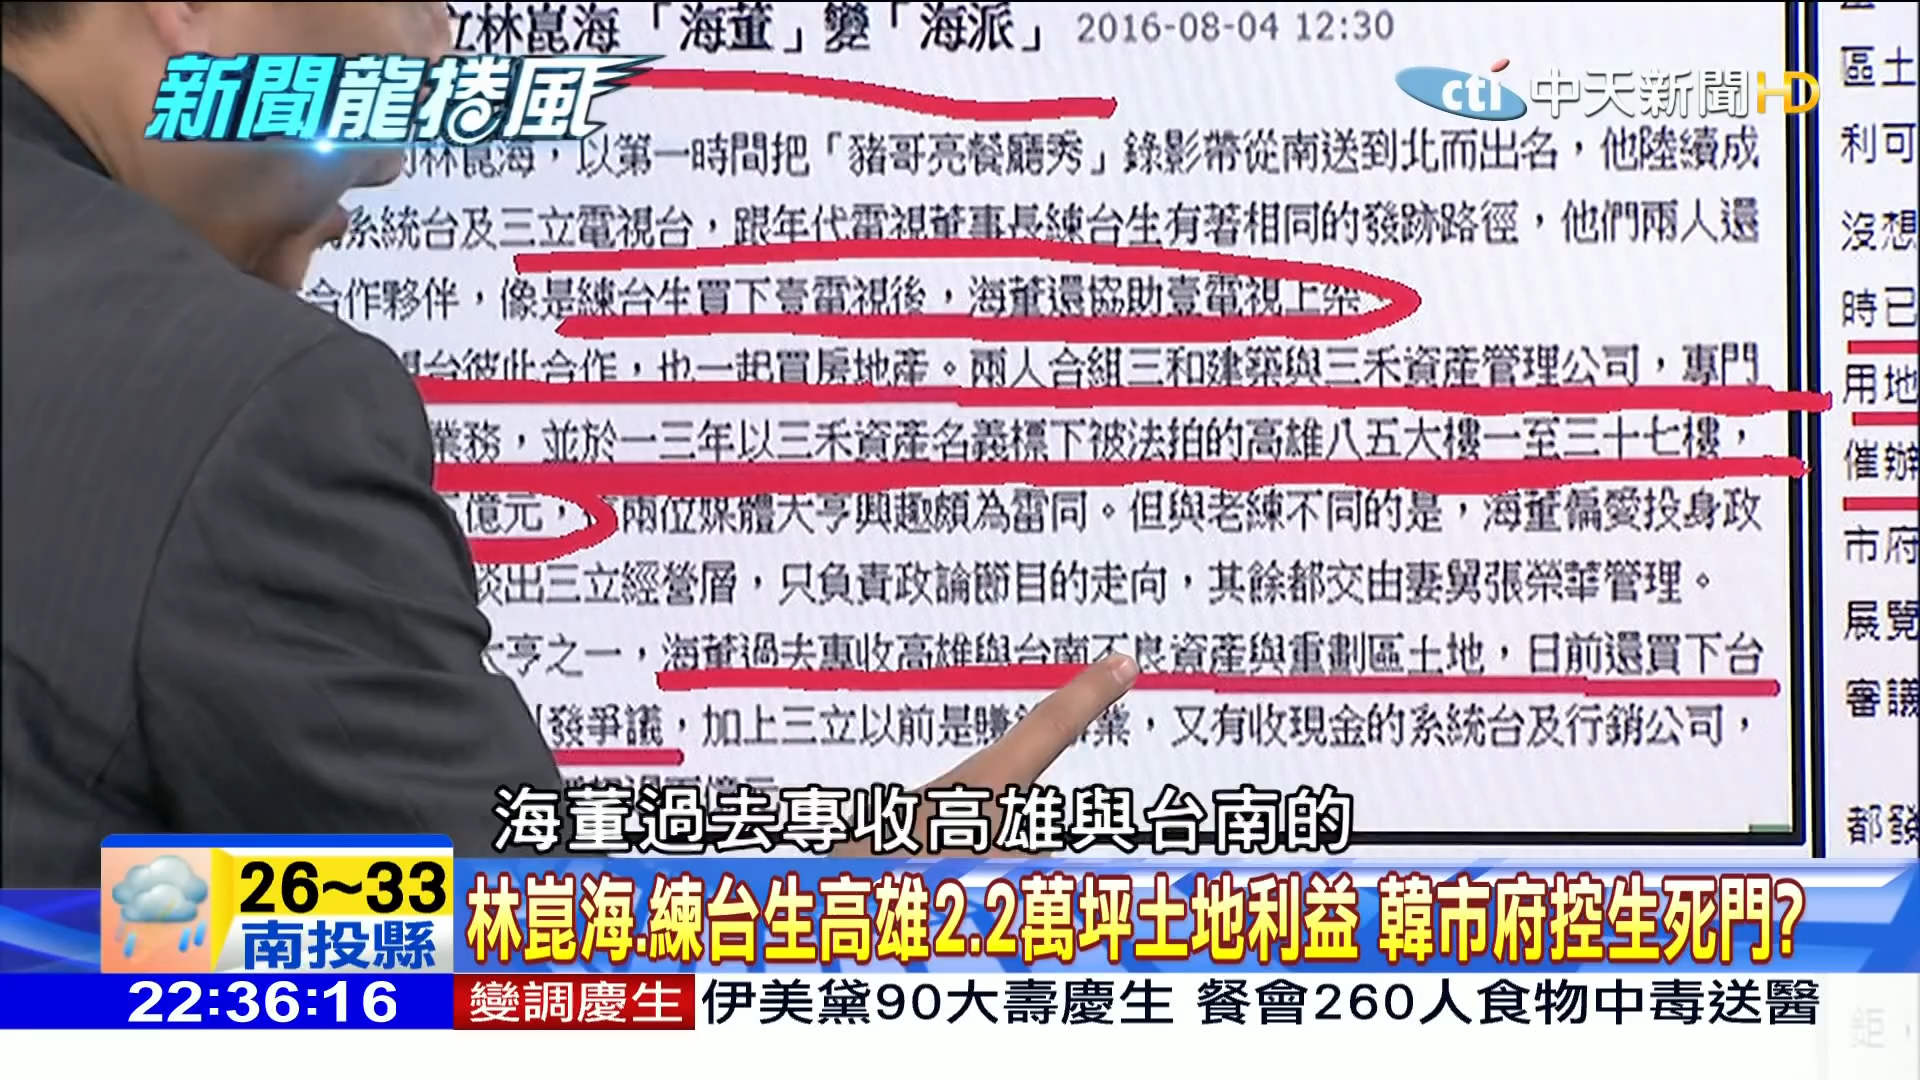 立林崑海「海董」變「海派」 2016-08-04 12:30
新聞龍捲風
cti 中天新聞HD
林崑海，以第一時間把「豬哥亮餐廳秀」錄影帶從南送到北而出名，他陸續成
系統台及三立電視台，跟年代電視董事長練台生有著相同的發跡路徑，他們兩人還
合作夥伴，像是練台生買下壹電視後，海董還協助壹電視上架
台彼此合作，也一起買房地產。兩人合組三和建築與三禾資產管理公司，專門
業務，並於一三年以三禾資產名義標下被法拍的高雄八五大樓一至三十七樓，
億元，兩位媒體大亨興趣頗為雷同。但與老練不同的是，海董偏愛投身政
淡出三立經營層，只負責政論節目的走向，其餘都交由妻舅張榮華管理。
大亨之一，海董過去專收高雄與台南不良資產與重劃區土地，日前還買下台
發爭議，加上三立以前是賺 業，又有收現金的系統台及行銷公司，
區土
利可
沒想
時已
用地
催辦
市府
展覽
審議
都發
海董過去專收高雄與台南的
26~33
南投縣
林崑海.練台生高雄2.2萬坪土地利益 韓市府控生死門?
22:36:16
變調慶生 伊美黛90大壽慶生 餐會260人食物中毒送醫
鉅，